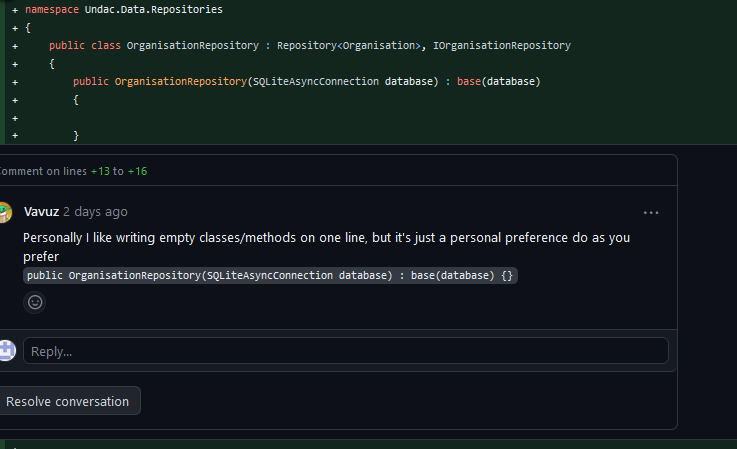 + namespace Undac.Data.Repositories
+ {
+ public class OrganisationRepository : Repository<Organisation>, IOrganisationRepository
+ {
+ public OrganisationRepository(SQLiteAsyncConnection database) : base(database)
+ {
+
+ }
omment on lines +13 to +16
Vavuz 2 days ago
Personally I like writing empty classes/methods on one line, but it's just a personal preference do as you
prefer
public OrganisationRepository(SQLiteAsyncConnection database) : base(database) {}
Reply...
Resolve conversation